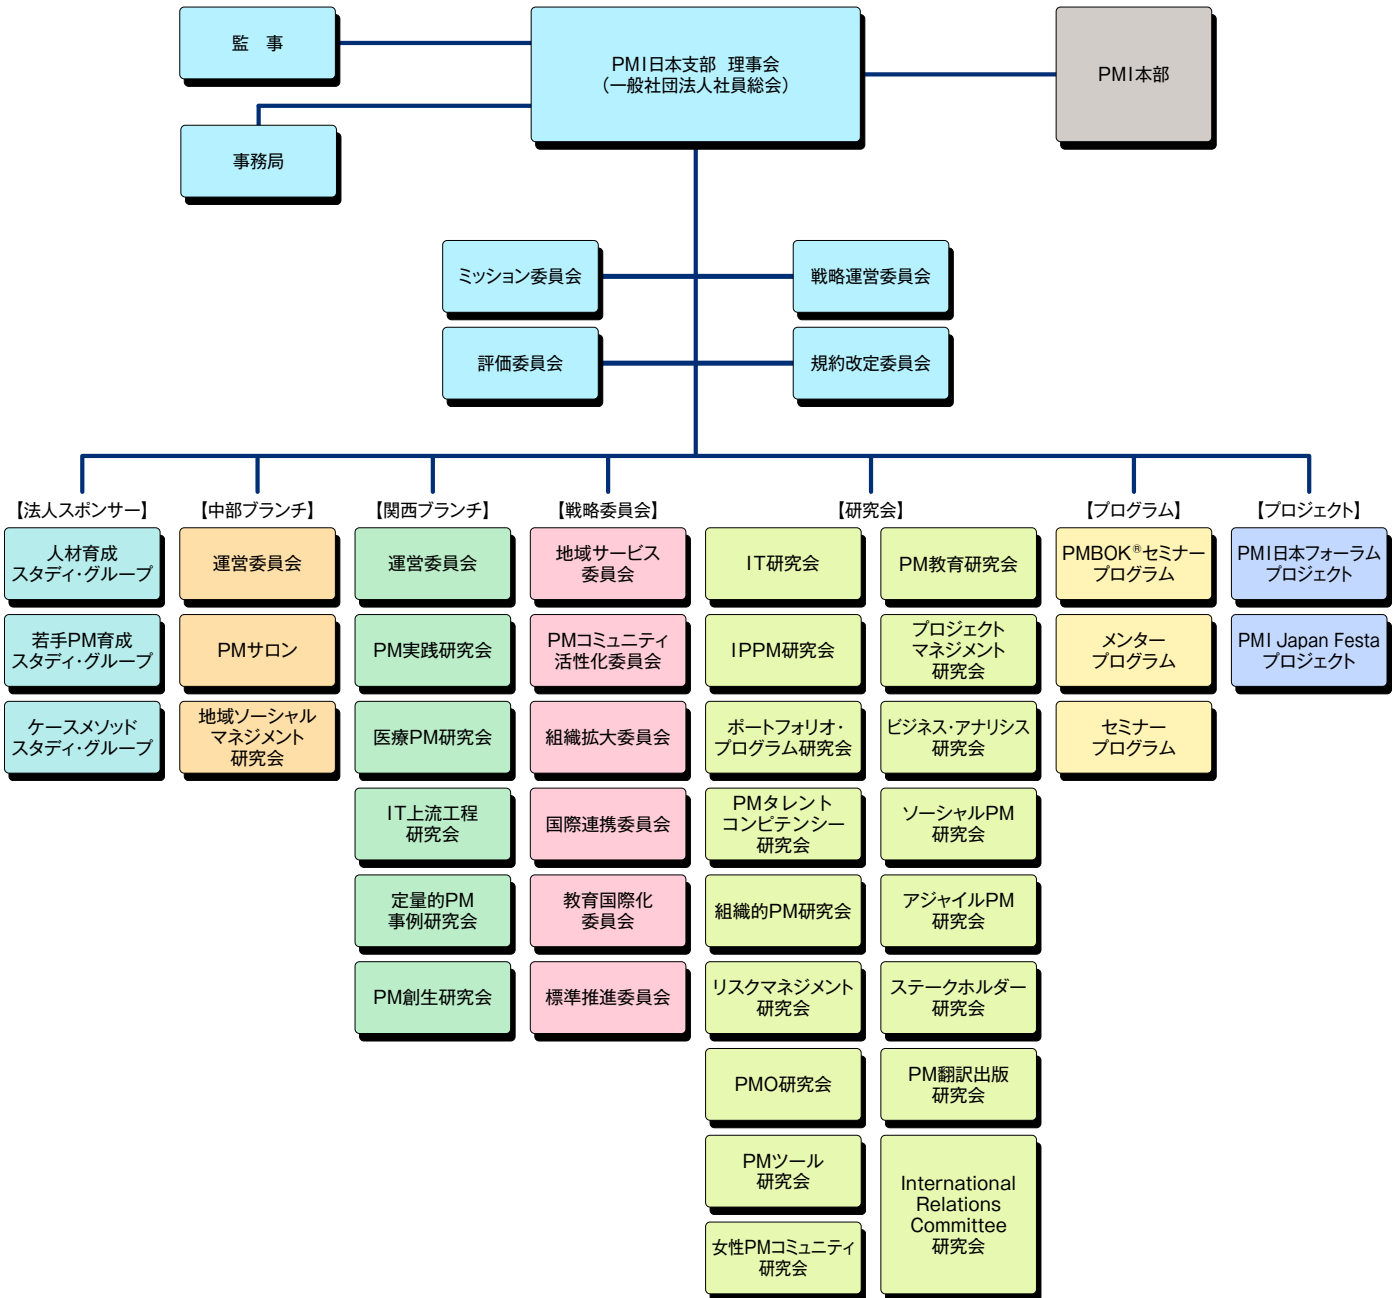 監　事
PMI日本支部　理事会
（一般社団法人社員総会）
PMI本部
事務局
ミッション委員会
戦略運営委員会
評価委員会
規約改定委員会
【法人スポンサー】
人材育成
スタディ・グループ
若手PM育成
スタディ・グループ
ケースメソッド
スタディ・グループ
【中部ブランチ】
運営委員会
PMサロン
地域ソーシャル
マネジメント
研究会
【関西ブランチ】
運営委員会
PM実践研究会
医療PM研究会
IT上流工程
研究会
定量的PM
事例研究会
PM創生研究会
【戦略委員会】
地域サービス
委員会
PMコミュニティ
活性化委員会
組織拡大委員会
国際連携委員会
教育国際化
委員会
標準推進委員会
【研究会】
IT研究会
IPPM研究会
ポートフォリオ・
プログラム研究会
PMタレント
コンピテンシー
研究会
組織的PM研究会
リスクマネジメント
研究会
PMO研究会
PMツール
研究会
女性PMコミュニティ
研究会
PM教育研究会
プロジェクト
マネジメント
研究会
ビジネス・アナリシス
研究会
ソーシャルPM
研究会
アジャイルPM
研究会
ステークホルダー
研究会
PM翻訳出版
研究会
International
Relations
Committee
研究会
【プログラム】
PMBOK®セミナー
プログラム
メンター
プログラム
セミナー
プログラム
【プロジェクト】
PMI日本フォーラム
プロジェクト
PMI Japan Festa
プロジェクト